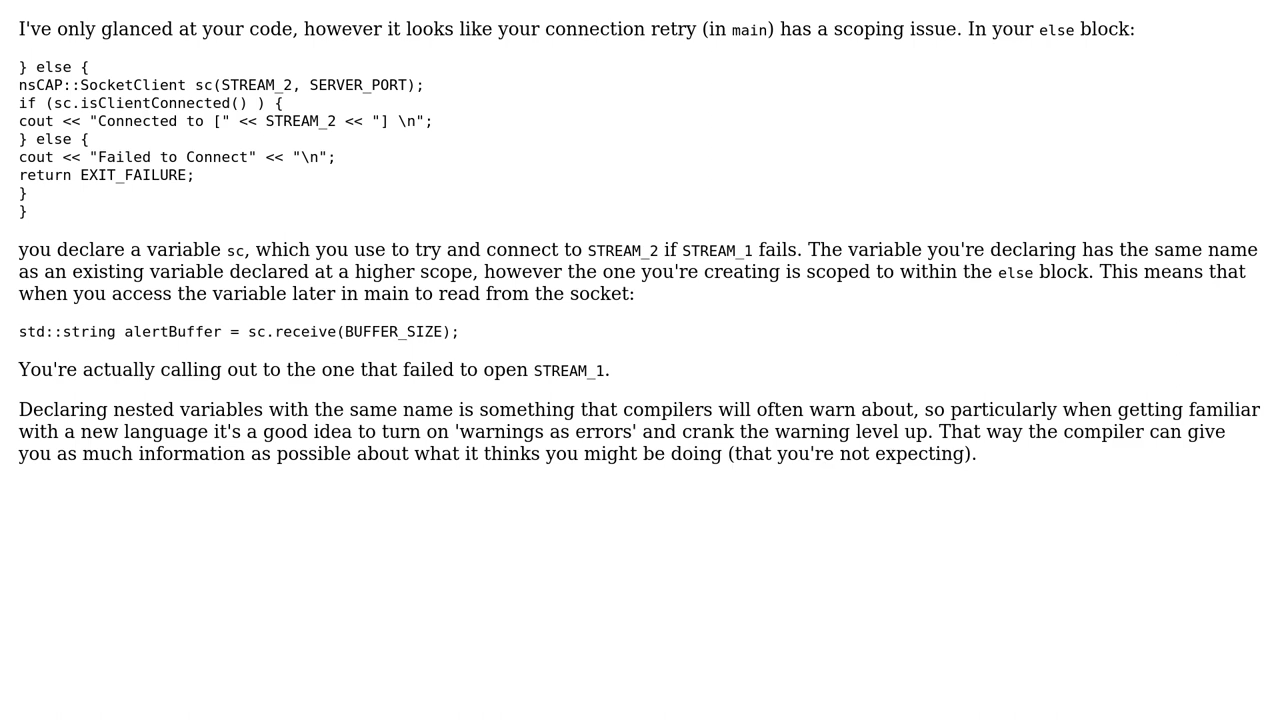 I've only glanced at your code, however it looks like your connection retry (in main) has a scoping issue. In your else block:
} else {
nsCAP::SocketClient sc(STREAM_2, SERVER_PORT);
if (sc.isClientConnected() ) {
cout << "Connected to [" << STREAM_2 << "] \n";
} else {
cout << "Failed to Connect" << "\n";
return EXIT_FAILURE;
}
}
you declare a variable sc, which you use to try and connect to STREAM_2 if STREAM_1 fails. The variable you're declaring has the same name
as an existing variable declared at a higher scope, however the one you're creating is scoped to within the else block. This means that
when you access the variable later in main to read from the socket:
std::string alertBuffer = sc.receive(BUFFER_SIZE);
You're actually calling out to the one that failed to open STREAM_1.
Declaring nested variables with the same name is something that compilers will often warn about, so particularly when getting familiar
with a new language it's a good idea to turn on 'warnings as errors' and crank the warning level up. That way the compiler can give
you as much information as possible about what it thinks you might be doing (that you're not expecting).